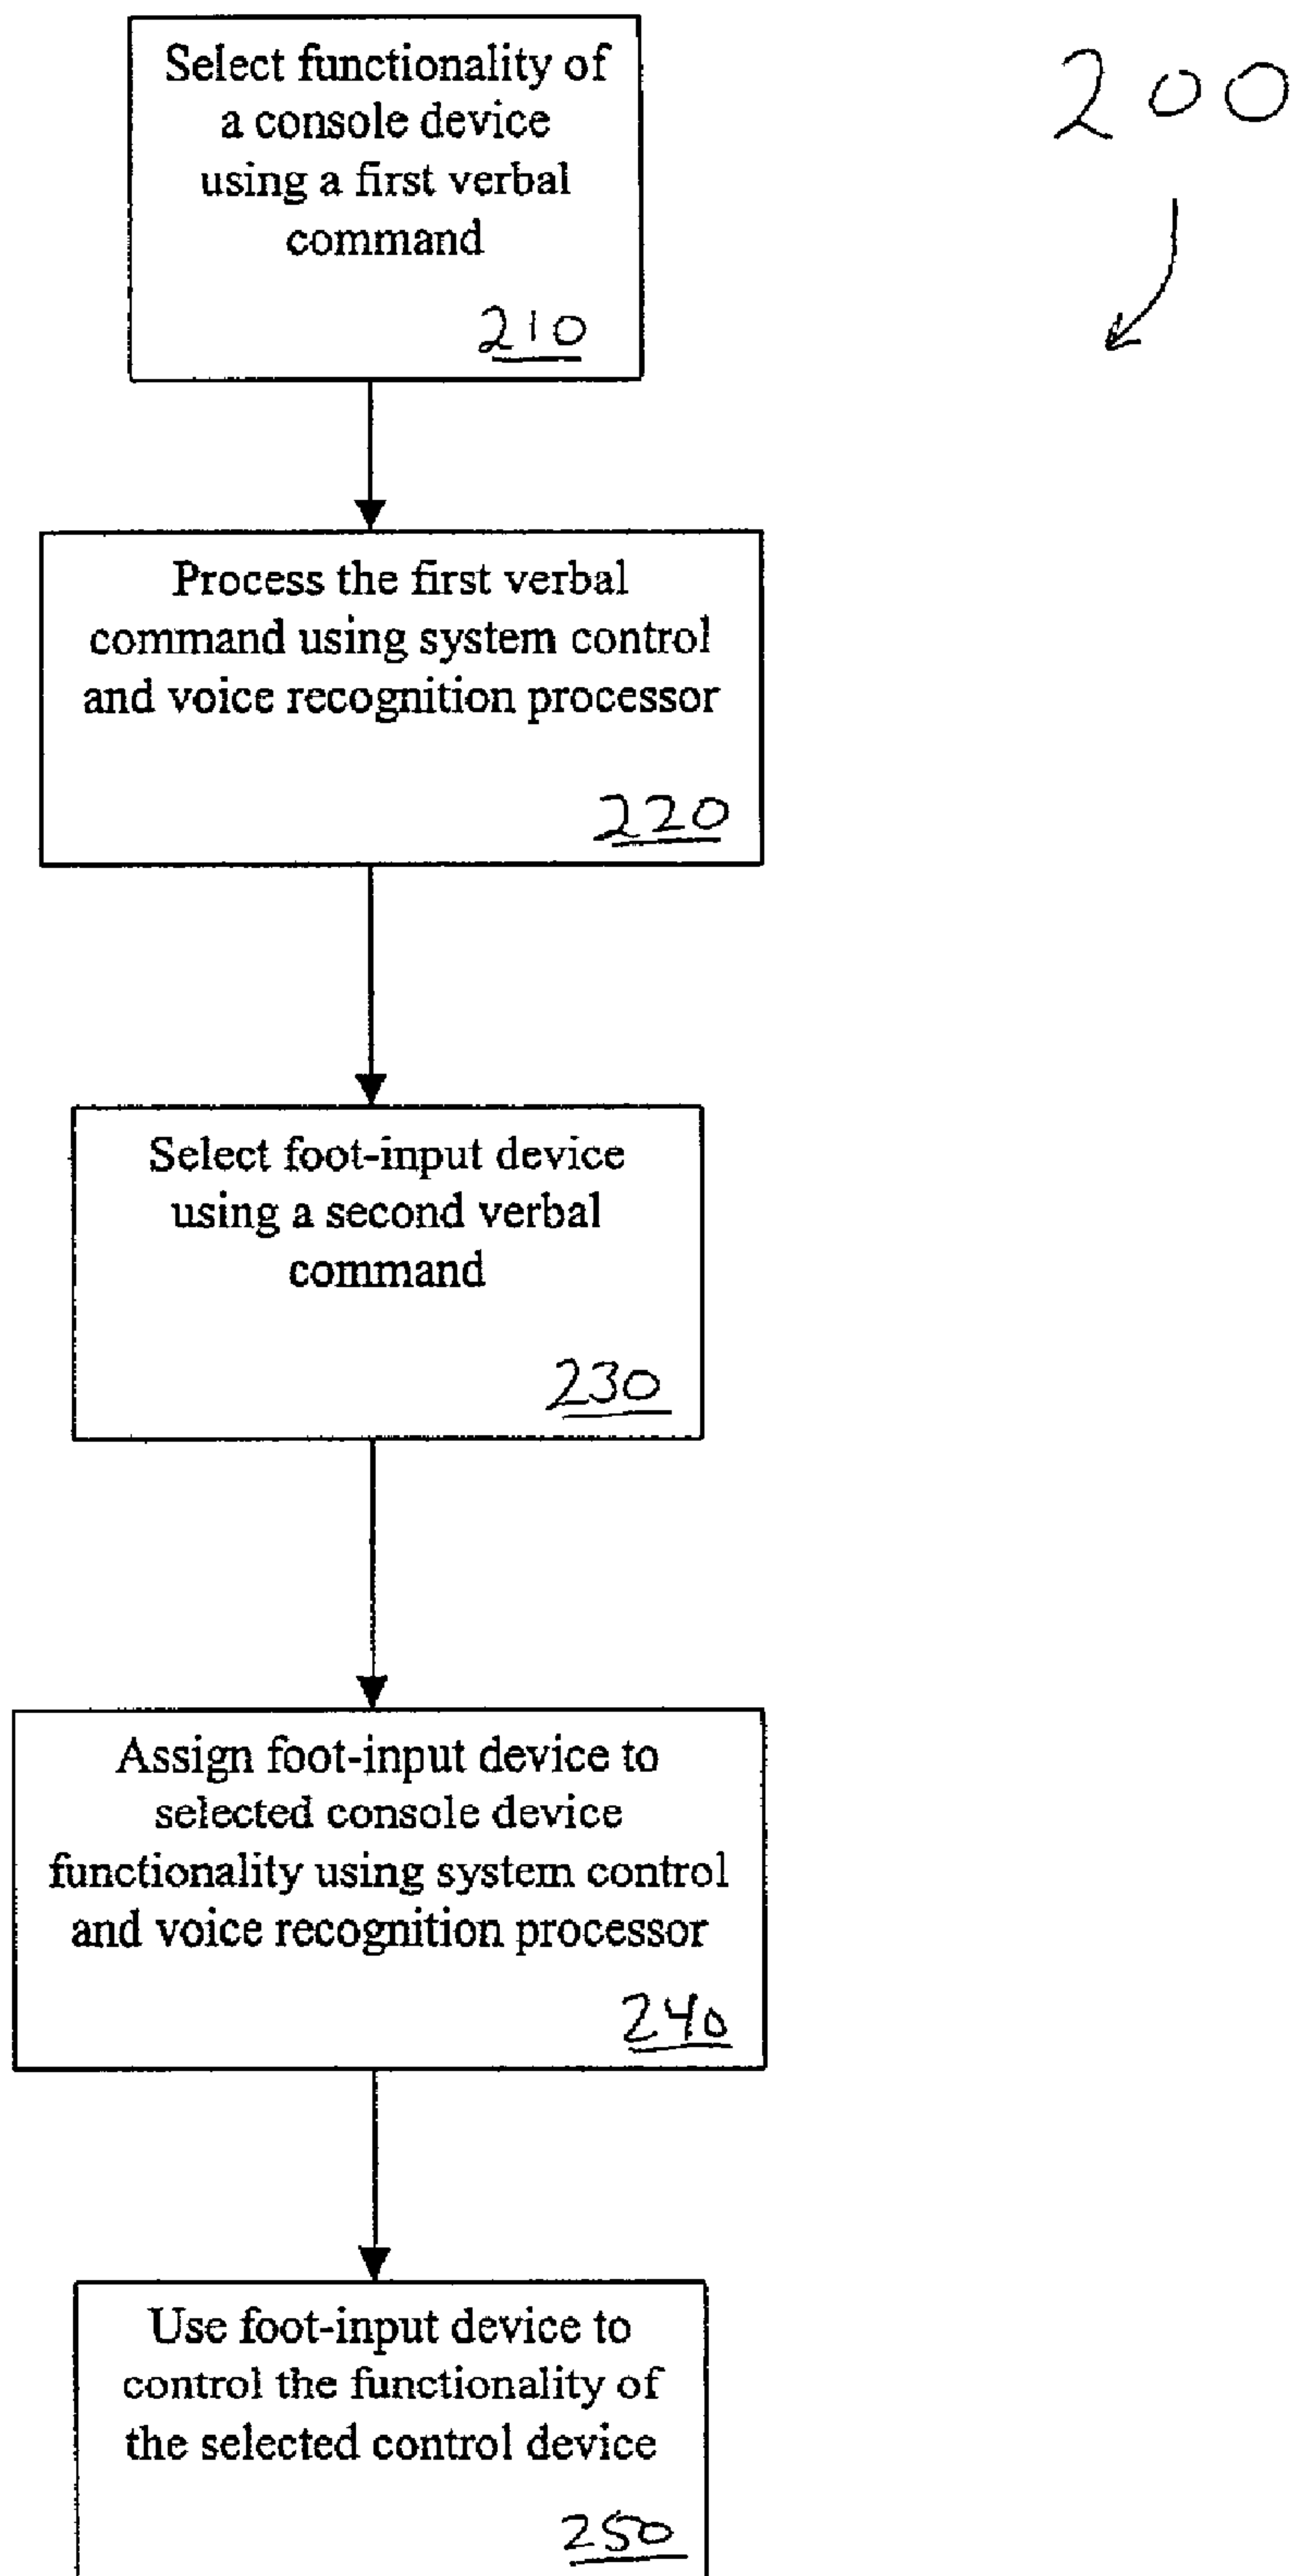 200
Select functionality of
a console device
using a first verbal
command
210
Process the first verbal
command using system control
and voice recognition processor
220
Select foot-input device
using a second verbal
command
230
Assign foot-input device to
selected console device
functionality using system control
and voice recognition processor
240
Use foot-input device to
control the functionality of
the selected control device
250